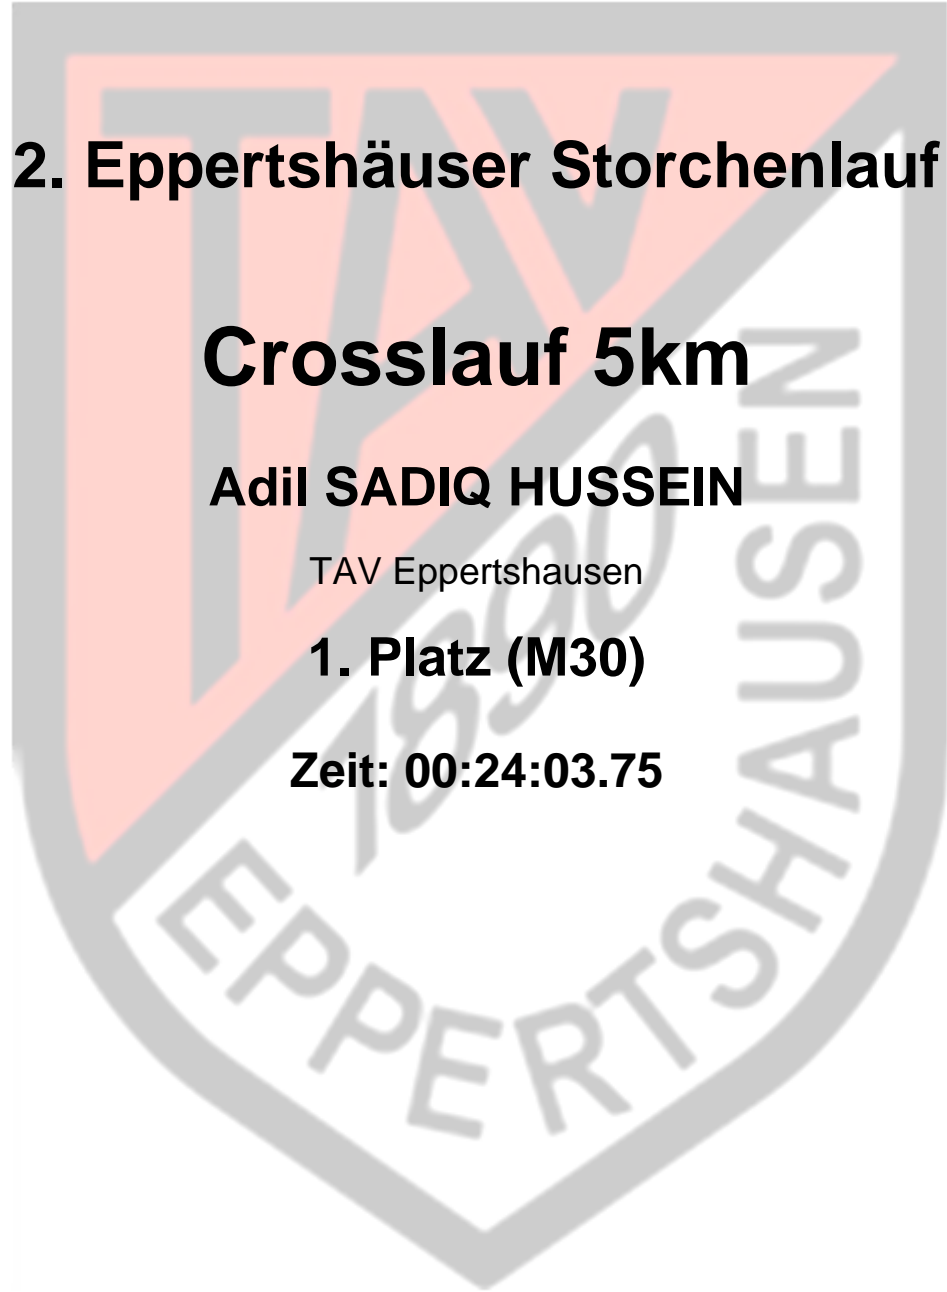 2. Eppertshäuser Storchenlauf
Crosslauf 5km
Adil SADIQ HUSSEIN
TAV Eppertshausen
1. Platz (M30)
Zeit: 00:24:03.75
TAV
1890
EPPERTSHAUSEN